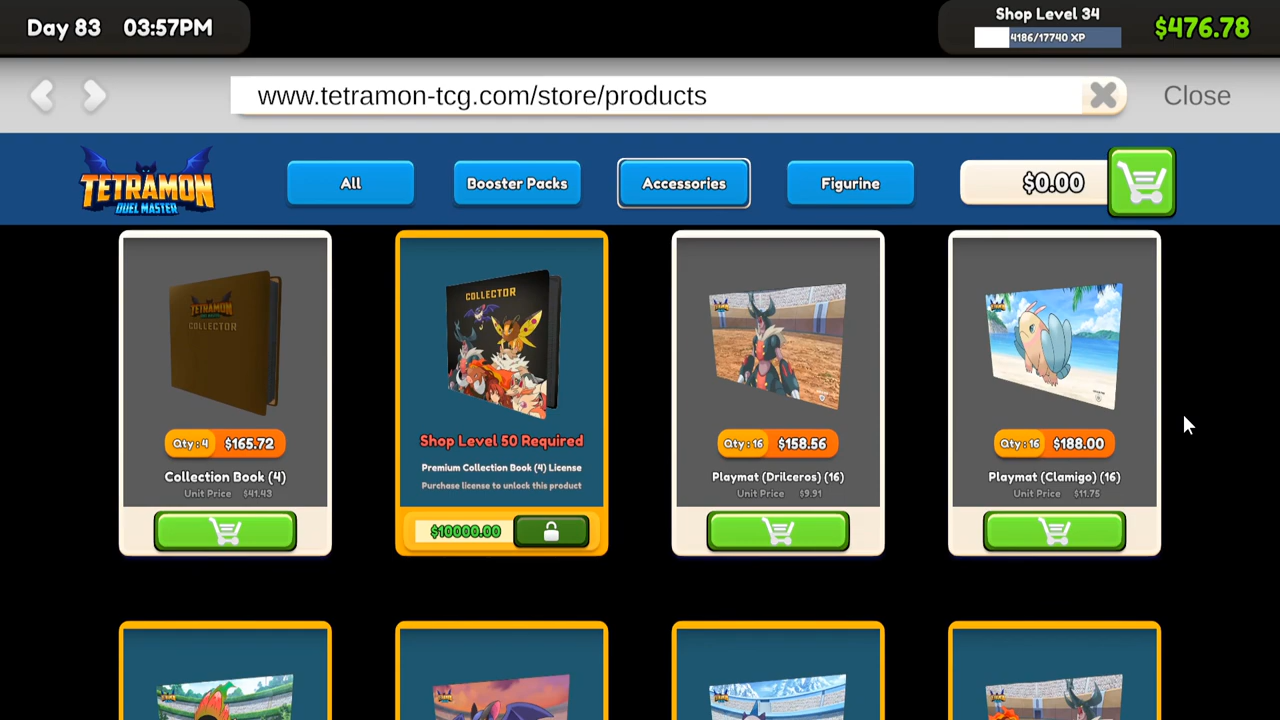 Day 83 03:57PM
Shop Level 34
4186/17740 XP
$476.78
www.tetramon-tcg.com/store/products
Close
TETRAMON
DUEL MASTER
All
Booster Packs
Accessories
Figurine
$0.00
TETRAMON
COLLECTOR
Qty: 4 $165.72
Collection Book (4)
Unit Price $41.43
COLLECTOR
Shop Level 50 Required
Premium Collection Book (4) License
Purchase license to unlock this product
$10000.00
Qty: 16 $158.56
Playmat (Drilceros) (16)
Unit Price $9.91
Qty: 16 $188.00
Playmat (Clamigo) (16)
Unit Price $11.75